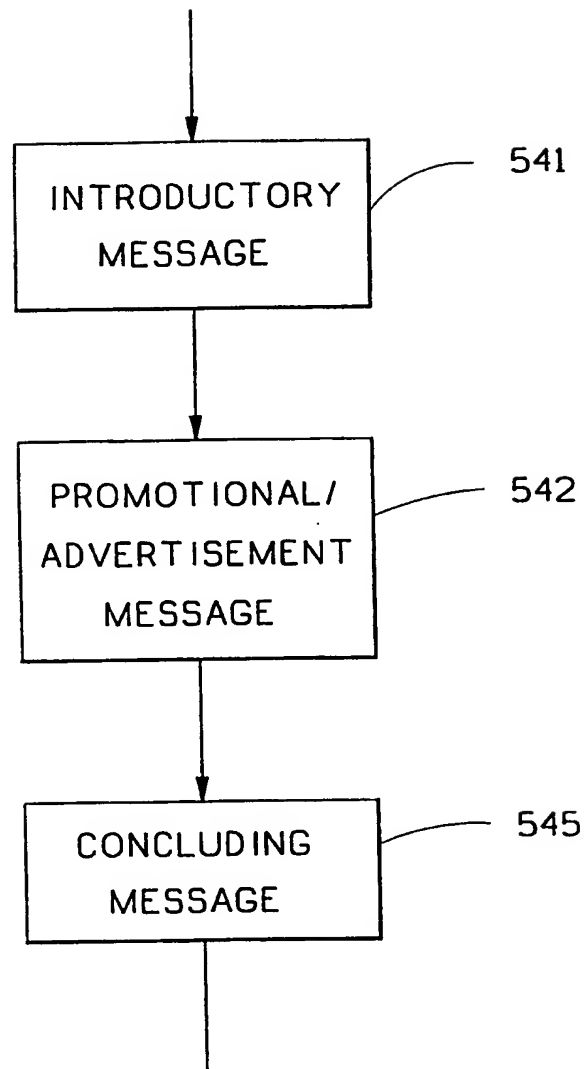 541
INTRODUCTORY
MESSAGE
542
PROMOTIONAL/
ADVERTISEMENT
MESSAGE
545
CONCLUDING
MESSAGE